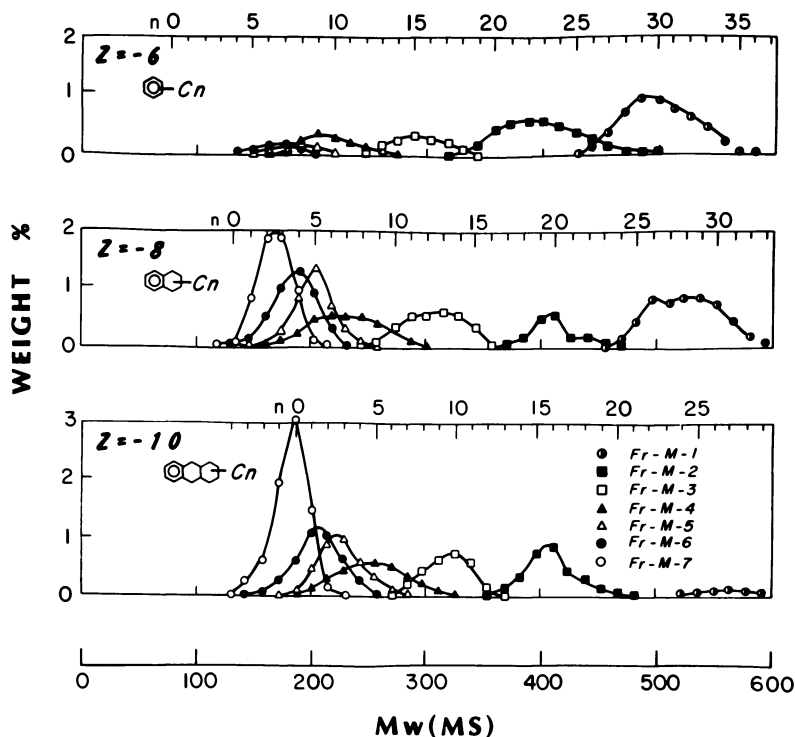 n 0 5 10 15 20 25 30 35
2
1
0
Z = -6
Cn
n 0 5 10 15 20 25 30
2
1
0
Z = -8
Cn
n 0 5 10 15 20 25
3
2
1
0
Z = -10
Cn
Fr-M-1
Fr-M-2
Fr-M-3
Fr-M-4
Fr-M-5
Fr-M-6
Fr-M-7
WEIGHT %
0 100 200 300 400 500 600
Mw(MS)